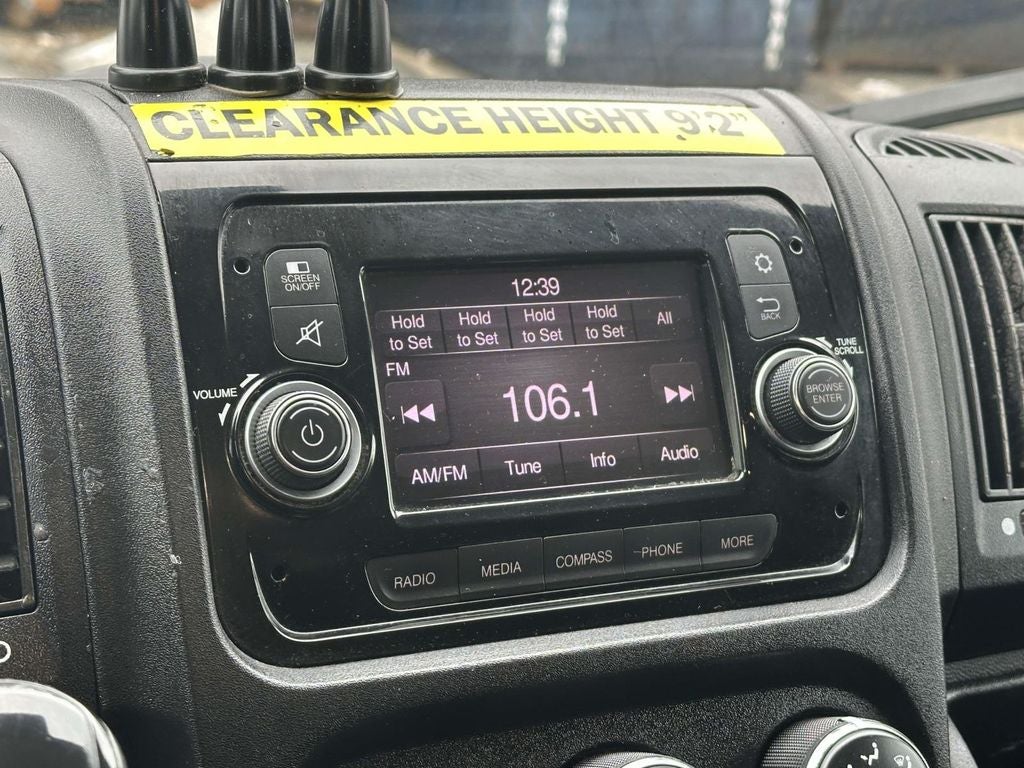 CLEARANCE HEIGHT 9'2"
SCREEN
ON/OFF
BACK
VOLUME
TUNE
SCROLL
BROWSE
ENTER
12:39
Hold to Set Hold to Set Hold to Set Hold to Set All
FM
106.1
AM/FM Tune Info Audio
RADIO MEDIA COMPASS PHONE MORE